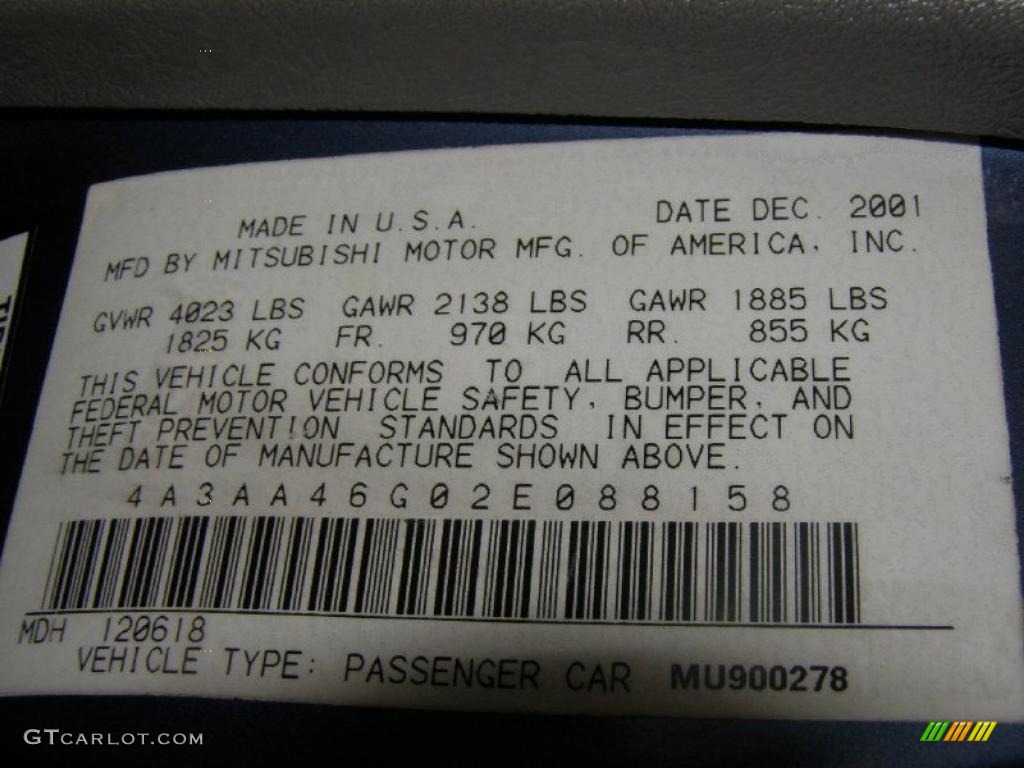 MADE IN U.S.A. DATE DEC. 2001
MFD BY MITSUBISHI MOTOR MFG. OF AMERICA, INC.
GVWR 4023 LBS GAWR 2138 LBS GAWR 1885 LBS
1825 KG FR. 970 KG RR. 855 KG
THIS VEHICLE CONFORMS TO ALL APPLICABLE
FEDERAL MOTOR VEHICLE SAFETY, BUMPER, AND
THEFT PREVENTION STANDARDS IN EFFECT ON
THE DATE OF MANUFACTURE SHOWN ABOVE.
4A3AA46G02E088158
MDH 120618
VEHICLE TYPE: PASSENGER CAR MU900278
GTCARLOT.COM